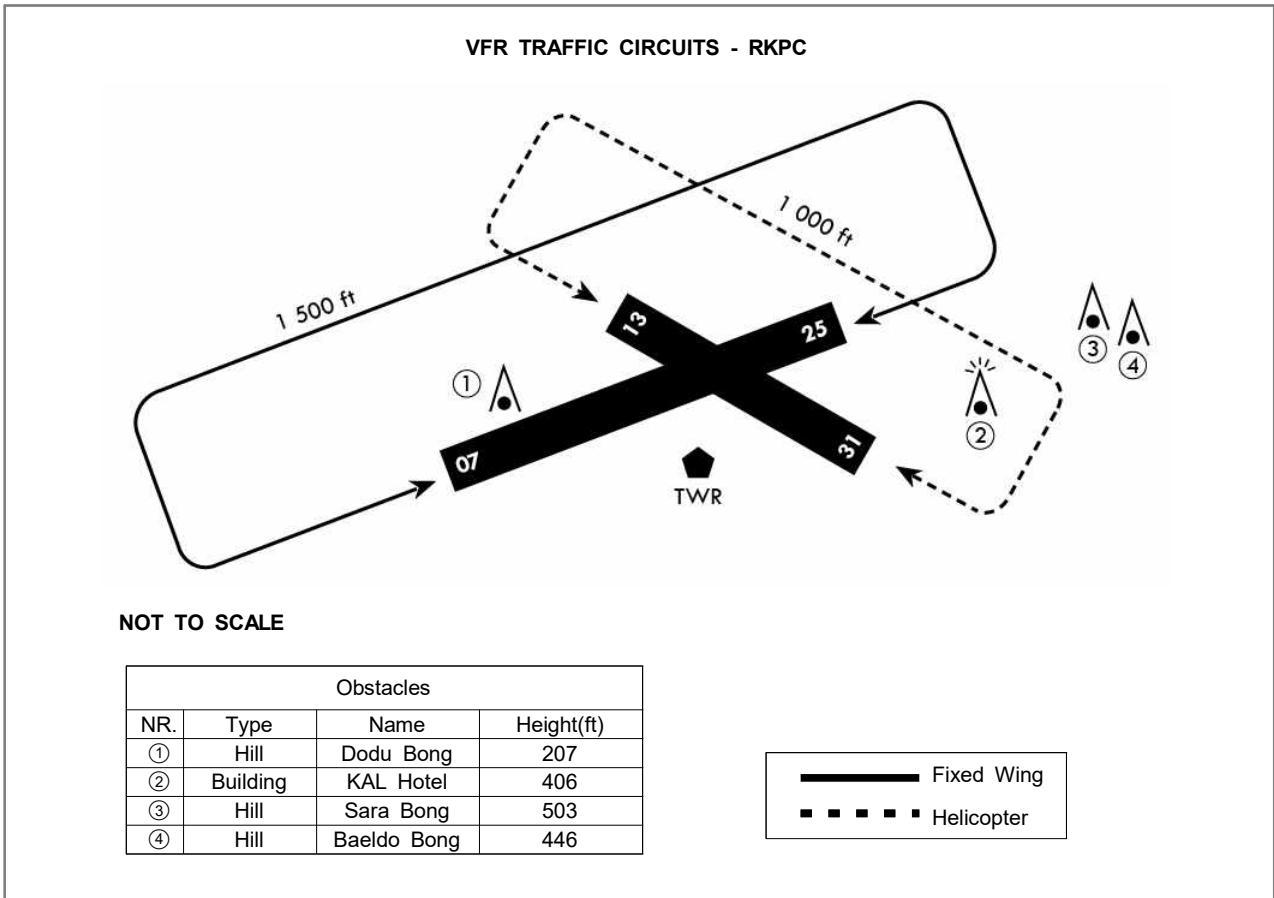 VFR TRAFFIC CIRCUITS - RKPC
1 000 ft
1 500 ft
13
25
③
④
①
②
07
31
TWR
NOT TO SCALE
Obstacles
NR. Type Name Height(ft)
① Hill Dodu Bong 207
② Building KAL Hotel 406
③ Hill Sara Bong 503
④ Hill Baeldo Bong 446
Fixed Wing
Helicopter